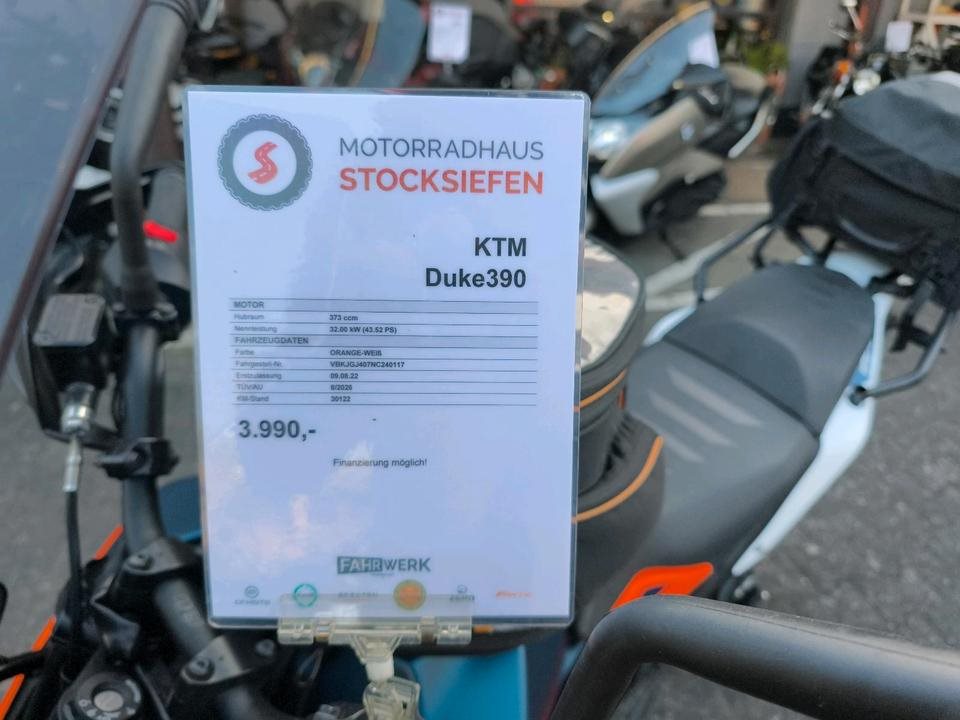 MOTORRADHAUS
STOCKSIEFEN
KTM
Duke390
MOTOR
Hubraum 373 ccm
Nennleistung 32.00 kW (43.52 PS)
FAHRZEUGDATEN
Farbe ORANGE-WEIß
Fahrgestell-Nr. VBKJGJ407NC240117
Erstzulassung 09.08.22
TÜV/AU 8/2026
KM-Stand 30122
3.990,-
Finanzierung möglich!
FAHRWERK